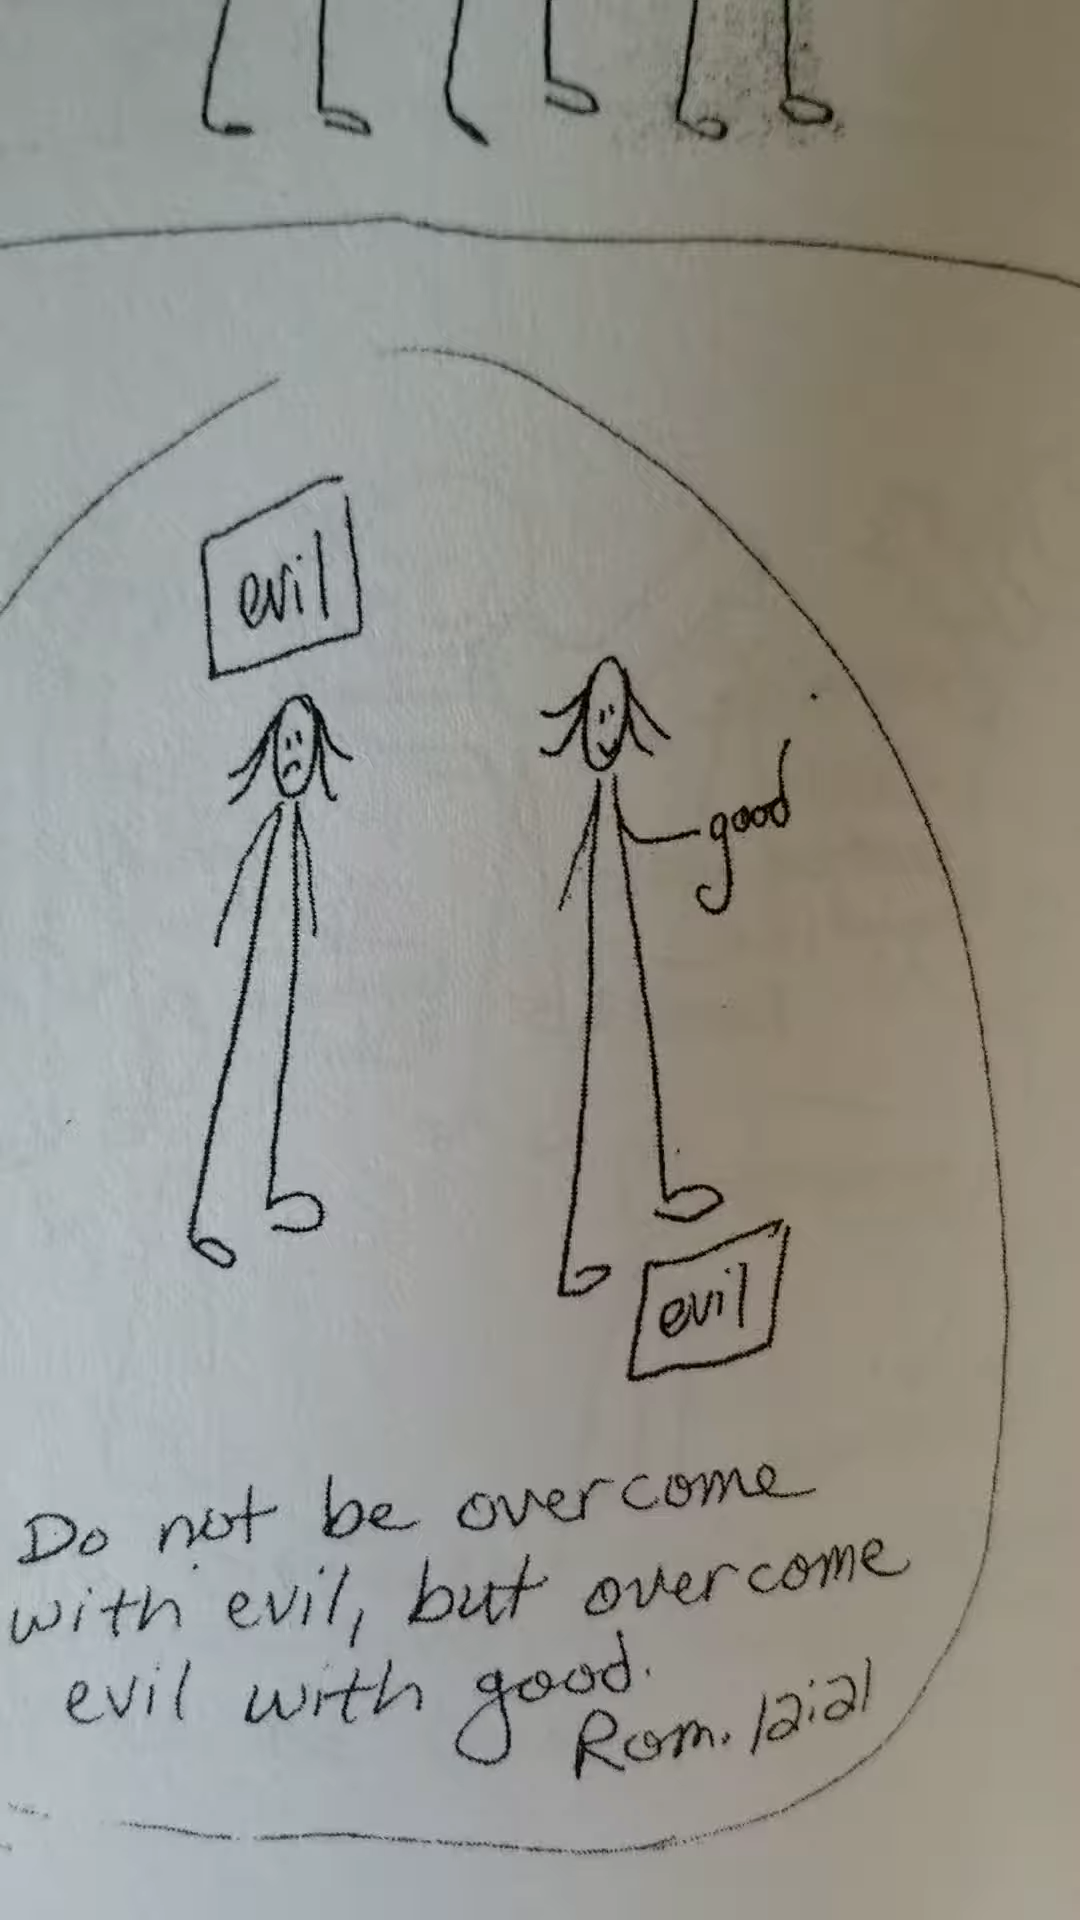 evil
good
evil
Do not be overcome
with evil, but overcome
evil with good.
Rom. 12:21